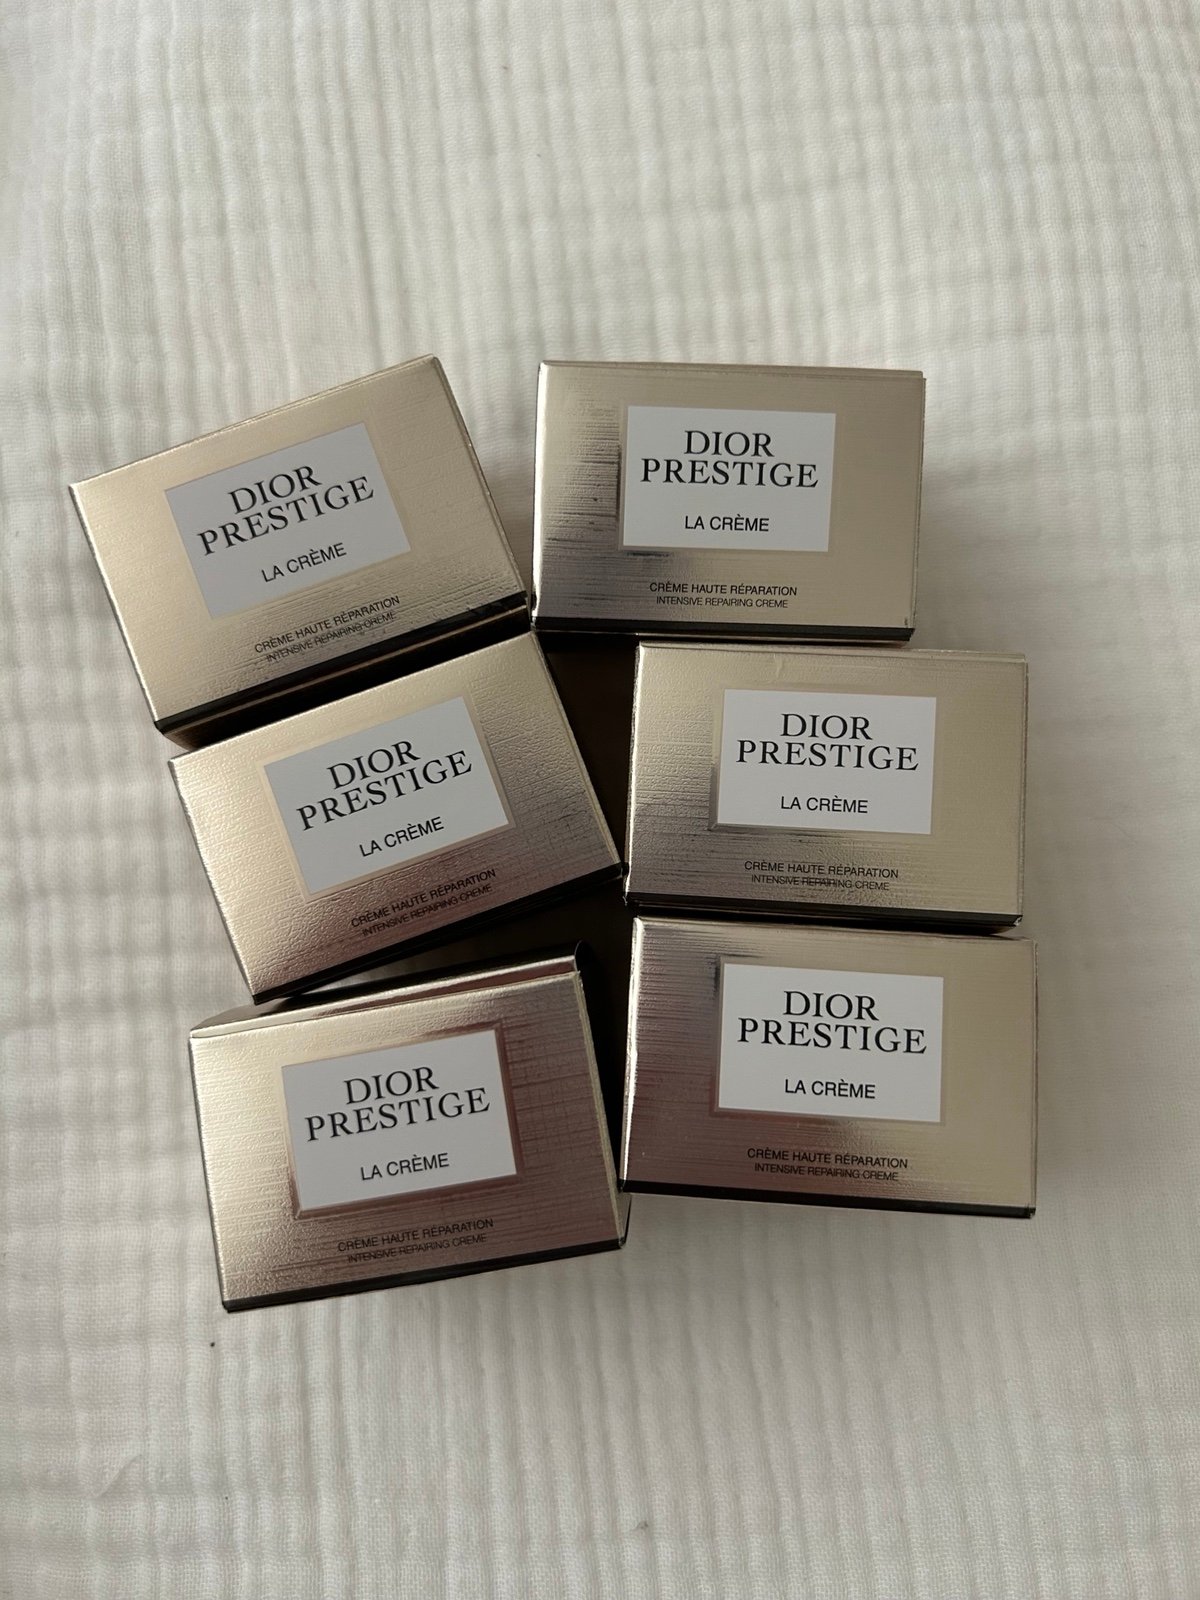 DIOR
PRESTIGE
LA CRÈME
CRÈME HAUTE RÉPARATION
INTENSIVE REPAIRING CREME
DIOR
PRESTIGE
LA CRÈME
CRÈME HAUTE RÉPARATION
INTENSIVE REPAIRING CREME
DIOR
PRESTIGE
LA CRÈME
CRÈME HAUTE RÉPARATION
INTENSIVE REPAIRING CREME
DIOR
PRESTIGE
LA CRÈME
CRÈME HAUTE RÉPARATION
INTENSIVE REPAIRING CREME
DIOR
PRESTIGE
LA CRÈME
CRÈME HAUTE RÉPARATION
INTENSIVE REPAIRING CREME
DIOR
PRESTIGE
LA CRÈME
CRÈME HAUTE RÉPARATION
INTENSIVE REPAIRING CREME